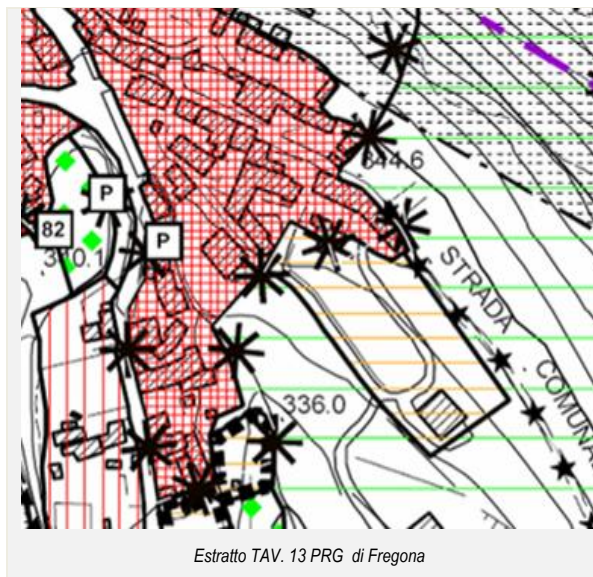 344.6
P
82
P
STRADA
COMUNA
336.0
Estratto TAV. 13 PRG di Fregona